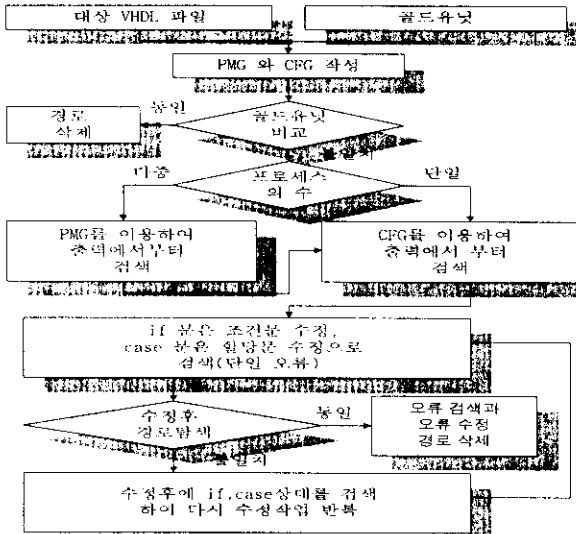 대상 VHDL 파일
골드유닛
PMG 와 CFG 작성
동일
경로
삭제
골드유닛
비교
불일치
다중
프로세스
의 수
단일
PMG를 이용하여
출력에서부터
검색
CFG를 이용하여
출력에서 부터
검색
if 문은 조건문 수정,
case 문은 할당문 수정으로
검색(단일 오류)
수정후
경로탐색
동일
오류 검색과
오류 수정
경로 삭제
불일치
수정후에 if,case상태를 검색
하여 다시 수정작업 반복